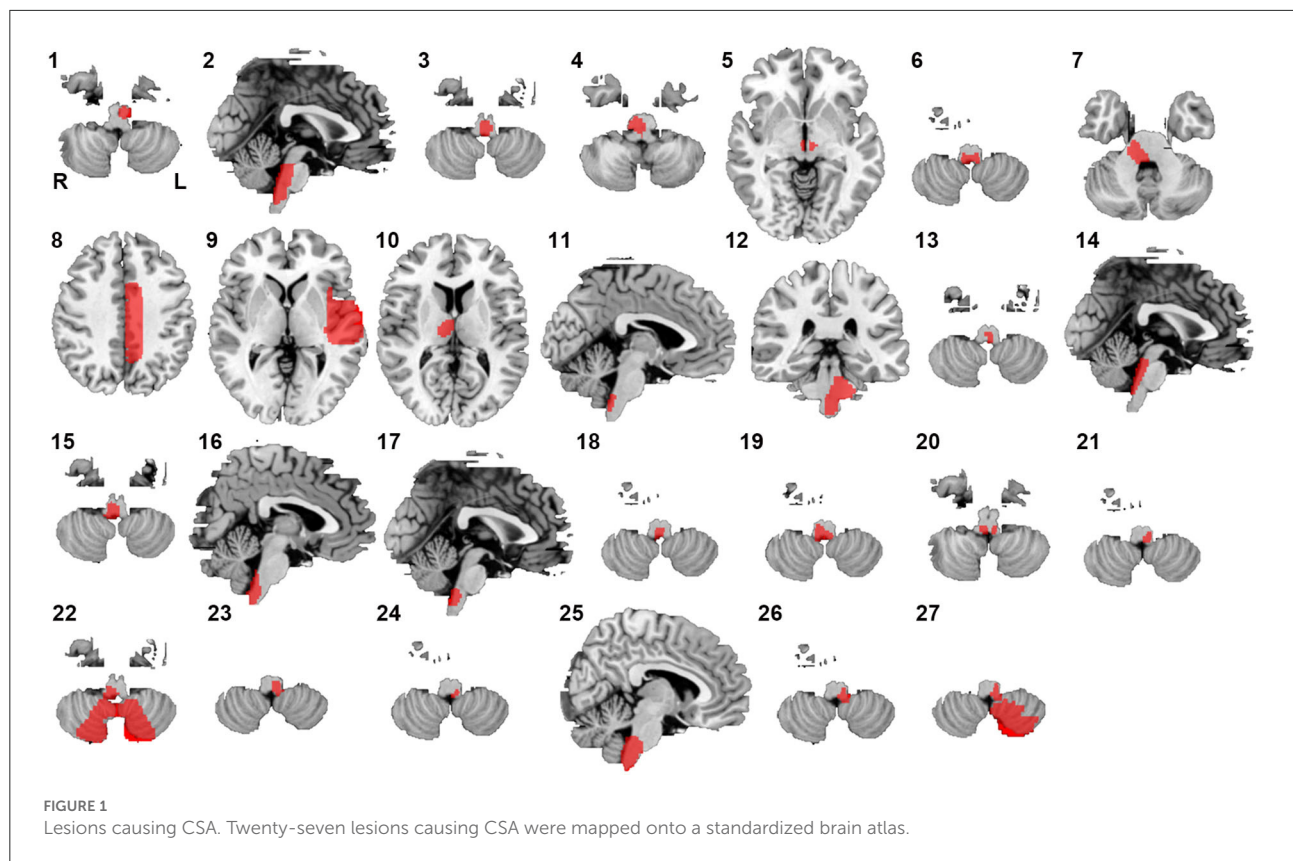 1 2 3 4 5 6 7
R L
8 9 10 11 12 13 14
15 16 17 18 19 20 21
22 23 24 25 26 27
FIGURE 1
Lesions causing CSA. Twenty-seven lesions causing CSA were mapped onto a standardized brain atlas.